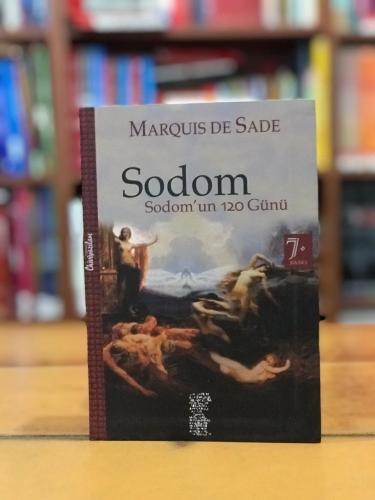 MARQUIS DE SADE
Sodom
Sodom'un 120 Günü
7.